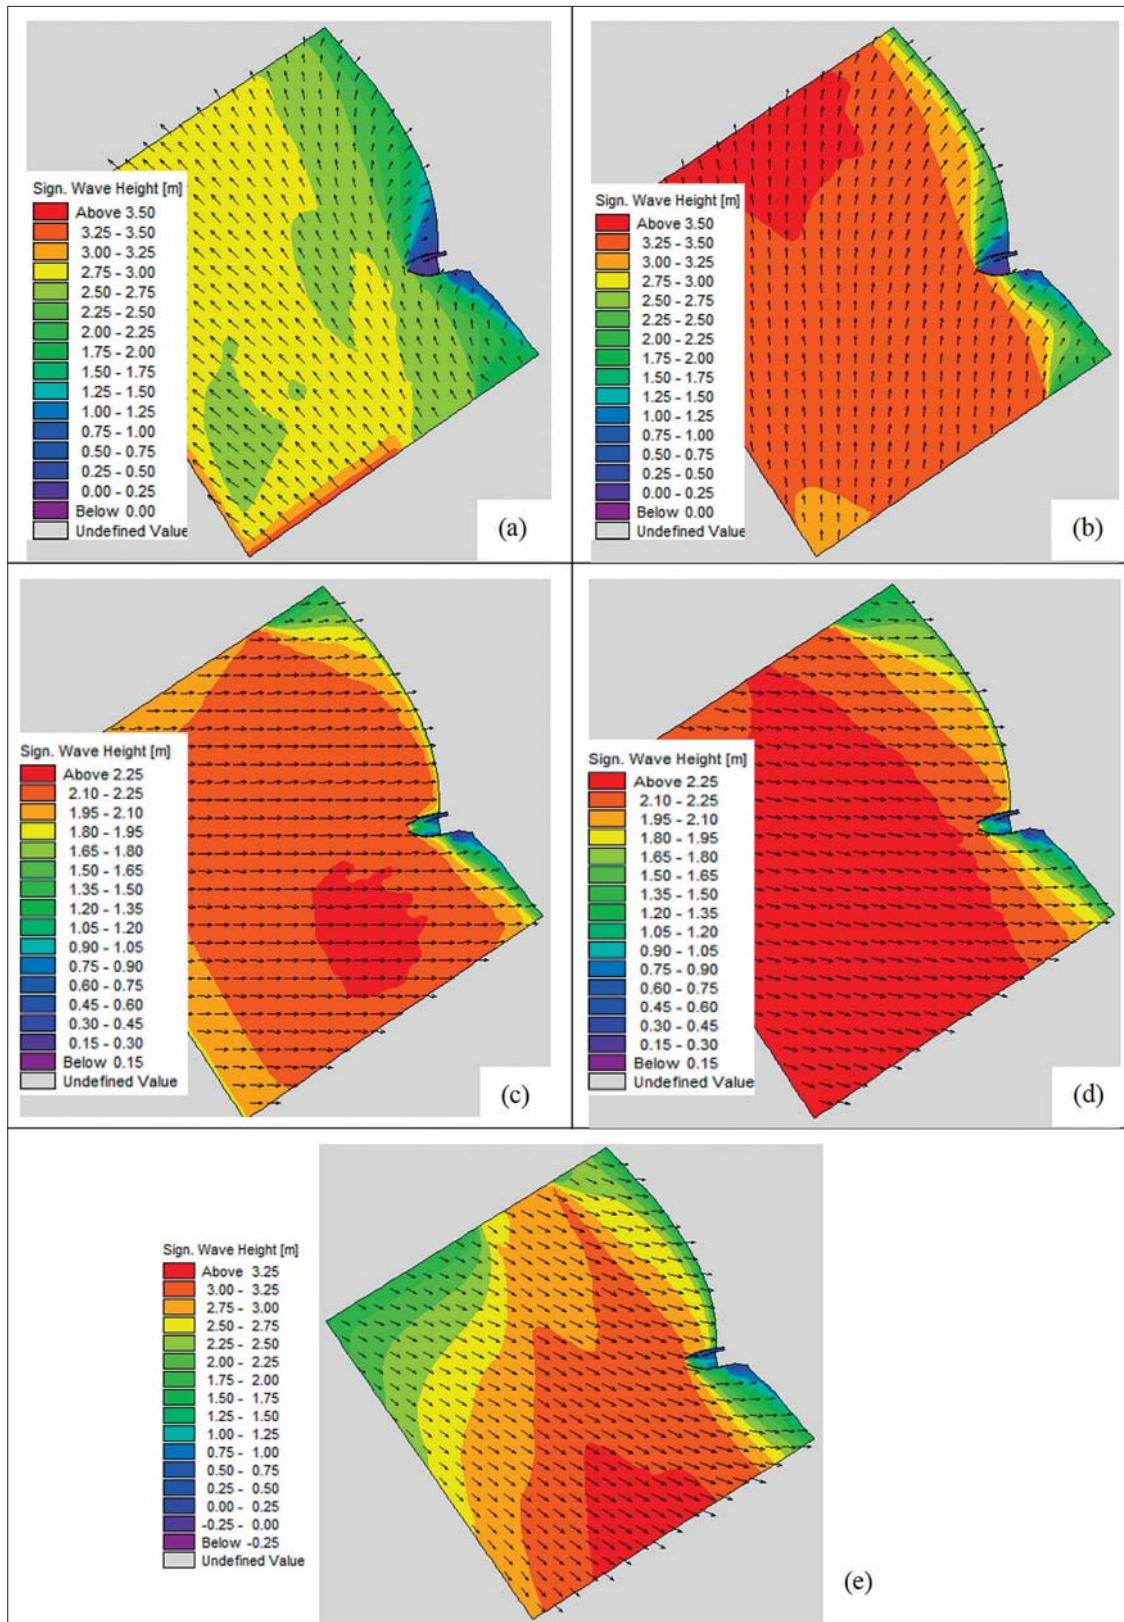 Sign. Wave Height [m]
Above 3.50
3.25 - 3.50
3.00 - 3.25
2.75 - 3.00
2.50 - 2.75
2.25 - 2.50
2.00 - 2.25
1.75 - 2.00
1.50 - 1.75
1.25 - 1.50
1.00 - 1.25
0.75 - 1.00
0.50 - 0.75
0.25 - 0.50
0.00 - 0.25
Below 0.00
Undefined Value
(a)
Sign. Wave Height [m]
Above 3.50
3.25 - 3.50
3.00 - 3.25
2.75 - 3.00
2.50 - 2.75
2.25 - 2.50
2.00 - 2.25
1.75 - 2.00
1.50 - 1.75
1.25 - 1.50
1.00 - 1.25
0.75 - 1.00
0.50 - 0.75
0.25 - 0.50
0.00 - 0.25
Below 0.00
Undefined Value
(b)
Sign. Wave Height [m]
Above 2.25
2.10 - 2.25
1.95 - 2.10
1.80 - 1.95
1.65 - 1.80
1.50 - 1.65
1.35 - 1.50
1.20 - 1.35
1.05 - 1.20
0.90 - 1.05
0.75 - 0.90
0.60 - 0.75
0.45 - 0.60
0.30 - 0.45
0.15 - 0.30
Below 0.15
Undefined Value
(c)
Sign. Wave Height [m]
Above 2.25
2.10 - 2.25
1.95 - 2.10
1.80 - 1.95
1.65 - 1.80
1.50 - 1.65
1.35 - 1.50
1.20 - 1.35
1.05 - 1.20
0.90 - 1.05
0.75 - 0.90
0.60 - 0.75
0.45 - 0.60
0.30 - 0.45
0.15 - 0.30
Below 0.15
Undefined Value
(d)
Sign. Wave Height [m]
Above 3.25
3.00 - 3.25
2.75 - 3.00
2.50 - 2.75
2.25 - 2.50
2.00 - 2.25
1.75 - 2.00
1.50 - 1.75
1.25 - 1.50
1.00 - 1.25
0.75 - 1.00
0.50 - 0.75
0.25 - 0.50
0.00 - 0.25
-0.25 - 0.00
Below -0.25
Undefined Value
(e)